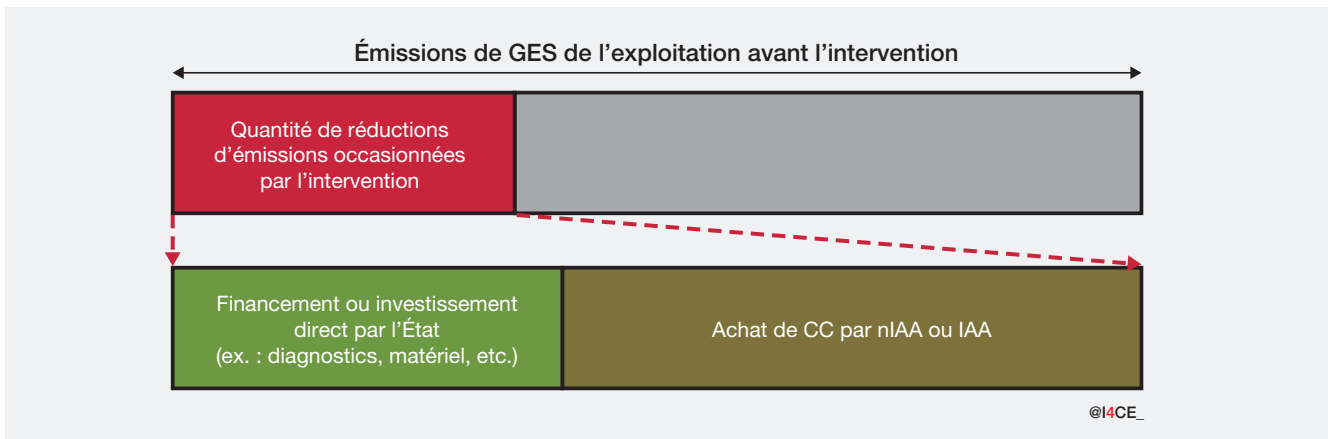 Émissions de GES de l’exploitation avant l’intervention
Quantité de réductions
d’émissions occasionnées
par l’intervention
Financement ou investissement
direct par l’État
(ex. : diagnostics, matériel, etc.)
Achat de CC par nIAA ou IAA
@I4CE_